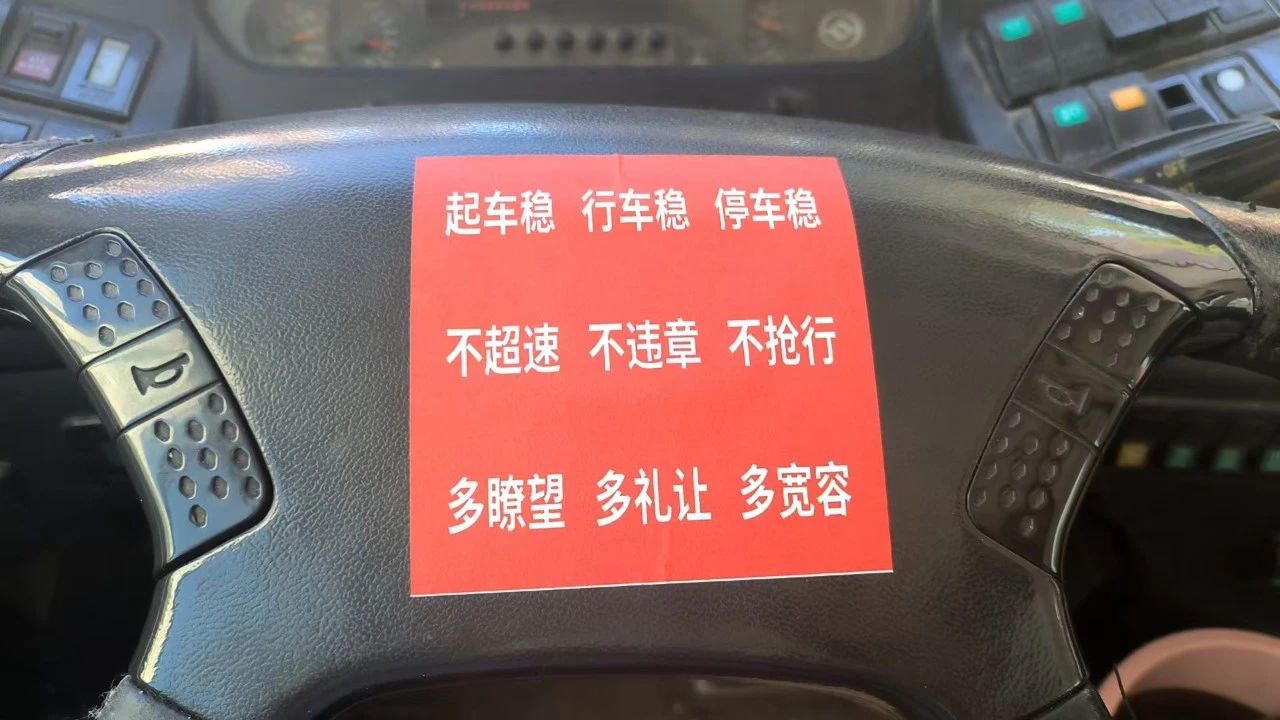 起车稳 行车稳 停车稳
不超速 不违章 不抢行
多瞭望 多礼让 多宽容